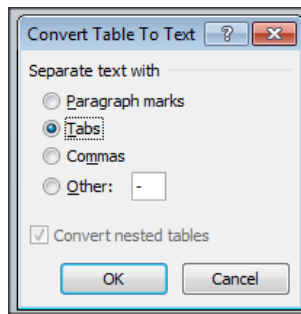 Convert Table To Text
Separate text with
Paragraph marks
Tabs
Commas
Other: -
Convert nested tables
OK Cancel